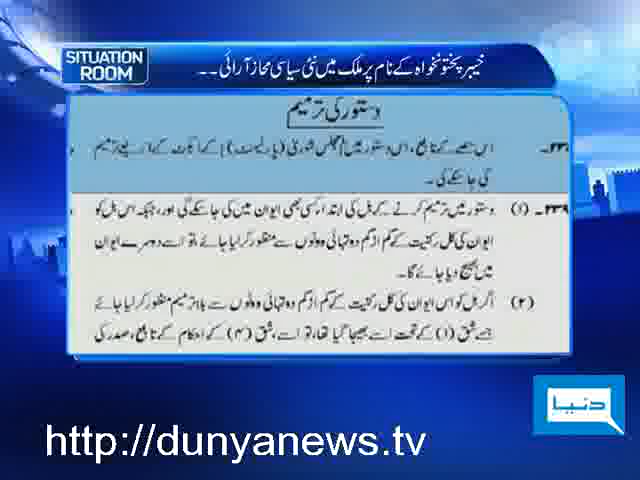 SITUATION
ROOM
خیبر پختونخواہ کے نام پر ملک میں نئی سیاسی محاذ آرائی ۔۔
دستور کی ترمیم
اس حصے کے تابع، اس دستور میں مجلس شوریٰ (پارلیمنٹ) کے ایکٹ کے ذریعے ترمیم
کی جا سکے گی۔
۲۳۹۔ (۱) دستور میں ترمیم کرنے کے بل کی ابتداء کسی بھی ایوان میں کی جا سکے گی اور، جبکہ اس بل کو
ایوان کی کل رکنیت کے کم از کم دو تہائی ووٹوں سے منظور کر لیا جائے، تو اسے دوسرے ایوان
میں بھیج دیا جائے گا۔
(۲) اگر بل کو اس ایوان کی کل رکنیت کے کم از کم دو تہائی ووٹوں سے بلا ترمیم منظور کر لیا جائے
جسے شق (۱) کے تحت اسے بھیجا گیا تھا، تو اسے، شق (۴) کے احکام کے تابع، صدر کی
دنیا
http://dunyanews.tv